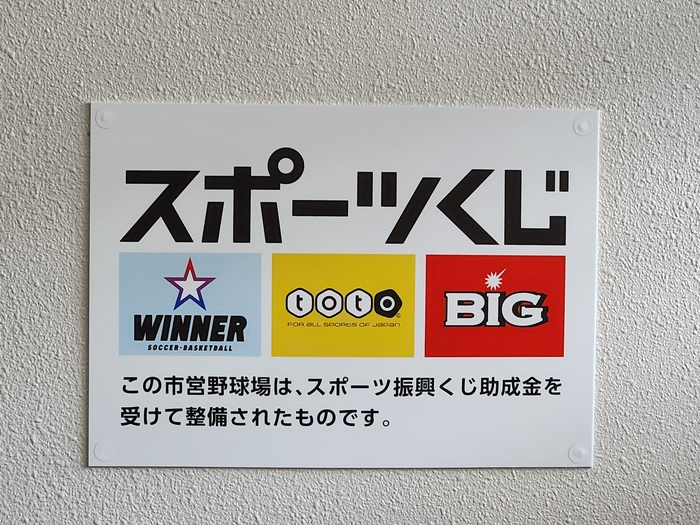 スポーツくじ
WINNER
SOCCER・BASKETBALL
toto
FOR ALL SPORTS OF JAPAN
BIG
この市営野球場は、スポーツ振興くじ助成金を
受けて整備されたものです。